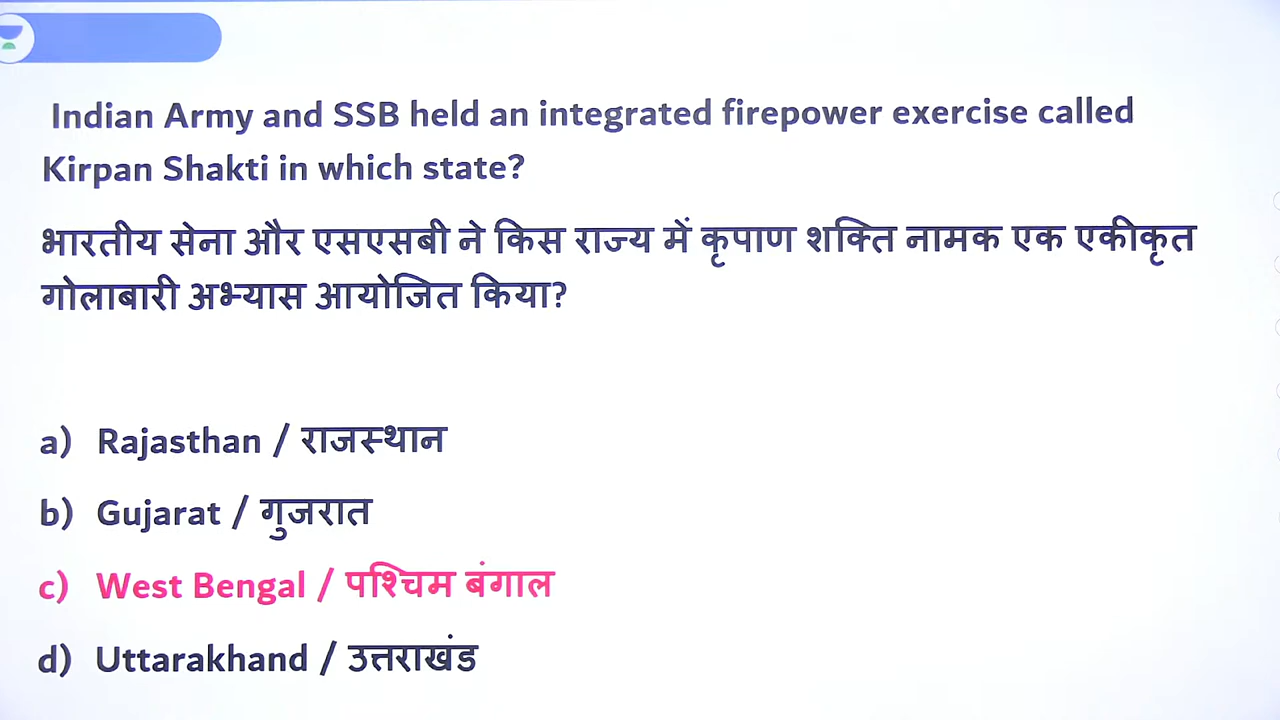 Indian Army and SSB held an integrated firepower exercise called
Kirpan Shakti in which state?
भारतीय सेना और एसएसबी ने किस राज्य में कृपाण शक्ति नामक एक एकीकृत
गोलाबारी अभ्यास आयोजित किया?
a) Rajasthan / राजस्थान
b) Gujarat / गुजरात
c) West Bengal / पश्चिम बंगाल
d) Uttarakhand / उत्तराखंड